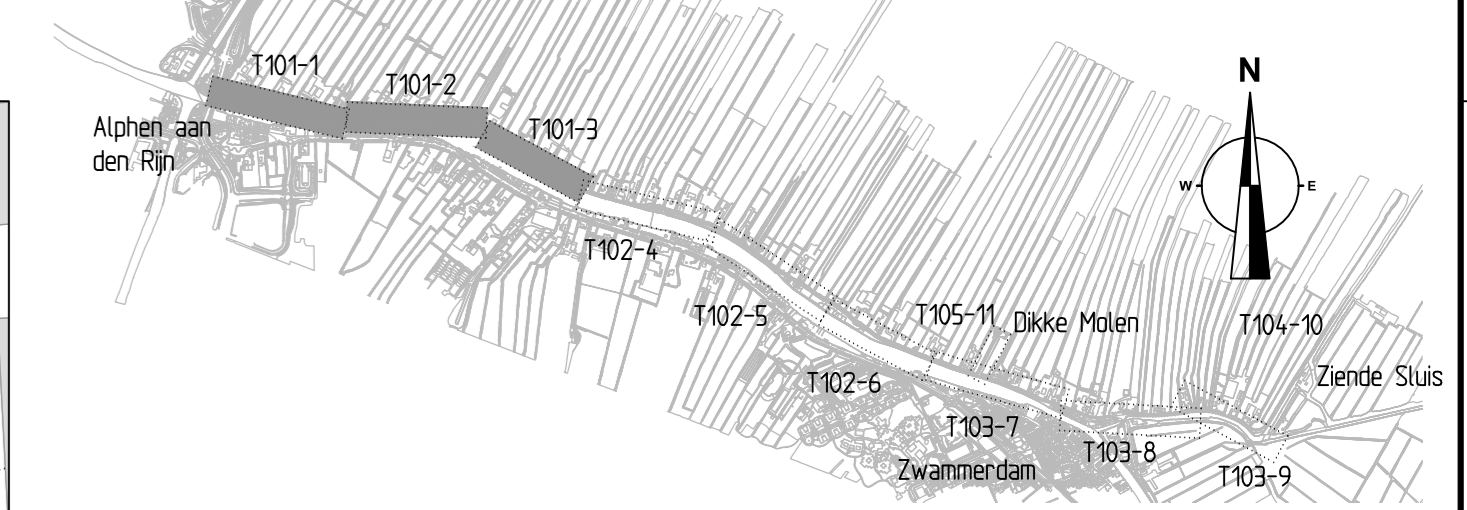 T101-1
T101-2
T101-3
Alphen aan
den Rijn
N
W
E
T102-4
T102-5
T105-11
Dikke Molen
T104-10
T102-6
Ziende Sluis
T103-7
T103-8
Zwammerdam
T103-9